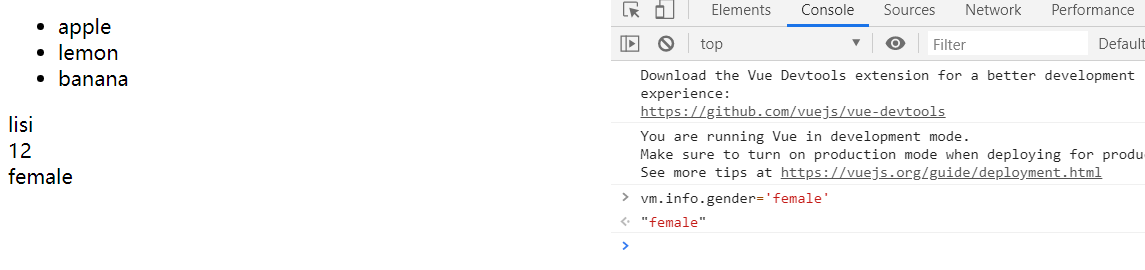 apple
lemon
banana
lisi
12
female
Elements Console Sources Network Performance
top Filter Default
Download the Vue Devtools extension for a better development
experience:
https://github.com/vuejs/vue-devtools
You are running Vue in development mode.
Make sure to turn on production mode when deploying for produ
See more tips at https://vuejs.org/guide/deployment.html
vm.info.gender='female'
"female"